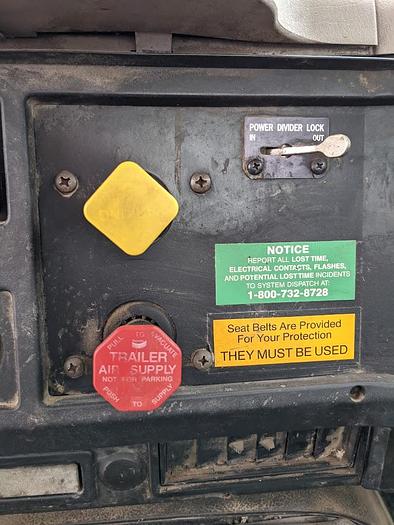 POWER DIVIDER LOCK
IN OUT
NOTICE
REPORT ALL LOST TIME,
ELECTRICAL CONTACTS, FLASHES,
AND POTENTIAL LOST TIME INCIDENTS
TO SYSTEM DISPATCH AT:
1-800-732-8728
Seat Belts Are Provided
For Your Protection
THEY MUST BE USED
PULL TO EVACUATE
TRAILER
AIR SUPPLY
NOT FOR PARKING
PUSH TO